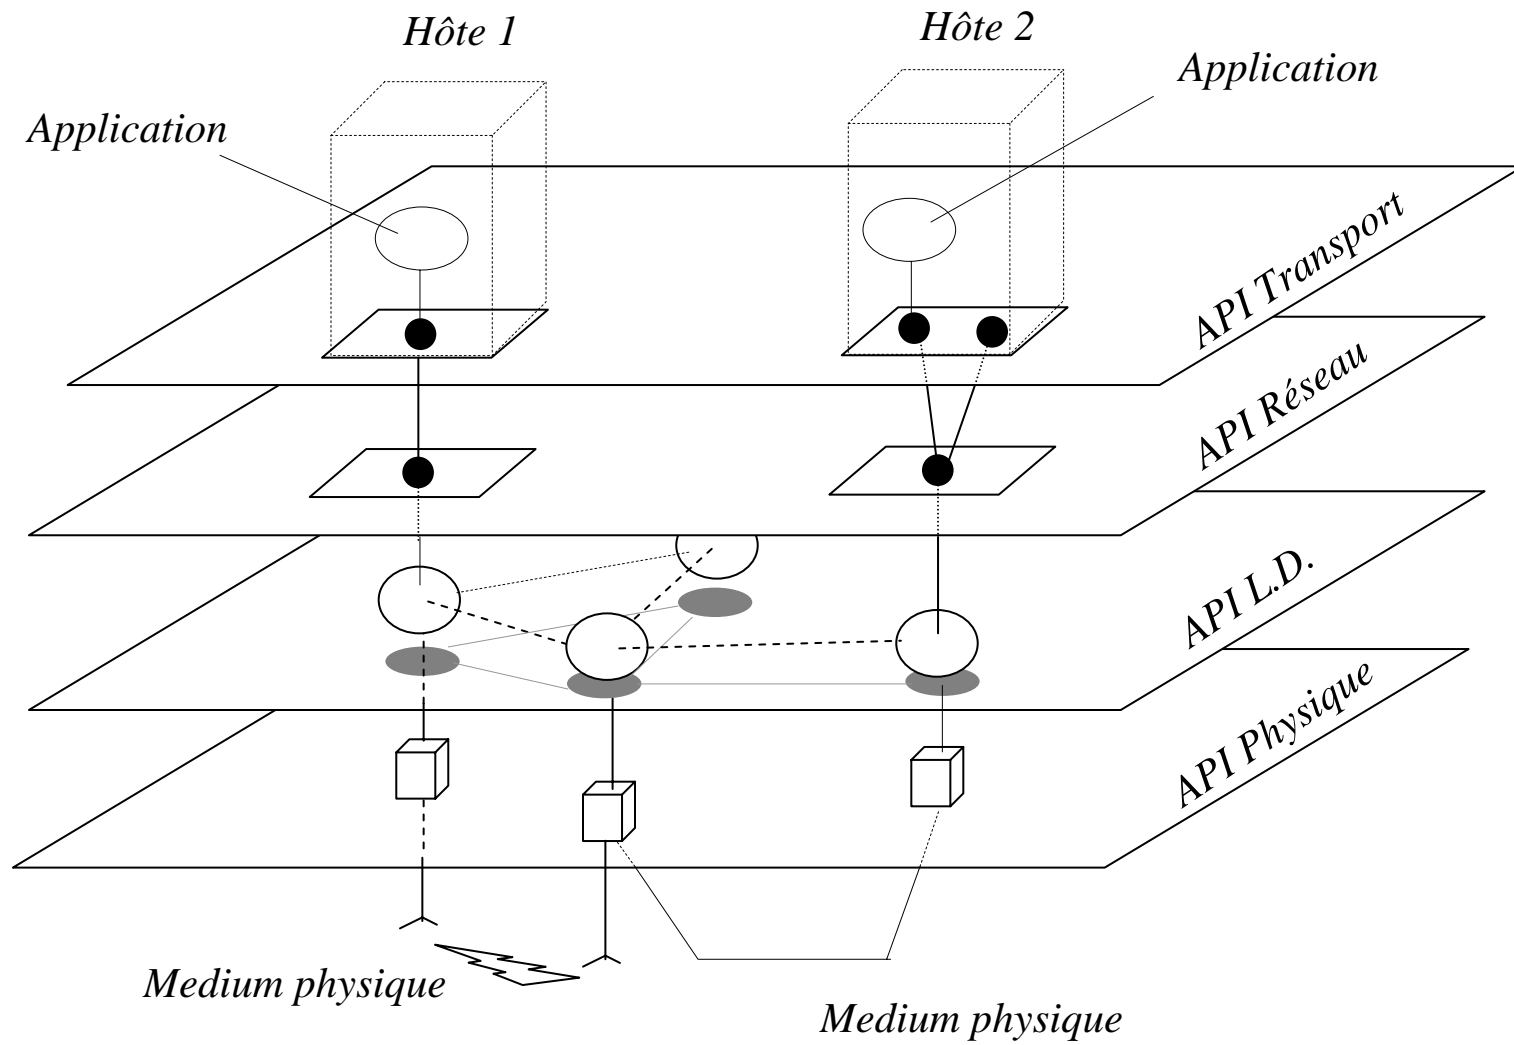 Hôte 1
Hôte 2
Application
Application
API Transport
API Réseau
API L.D.
API Physique
Medium physique
Medium physique